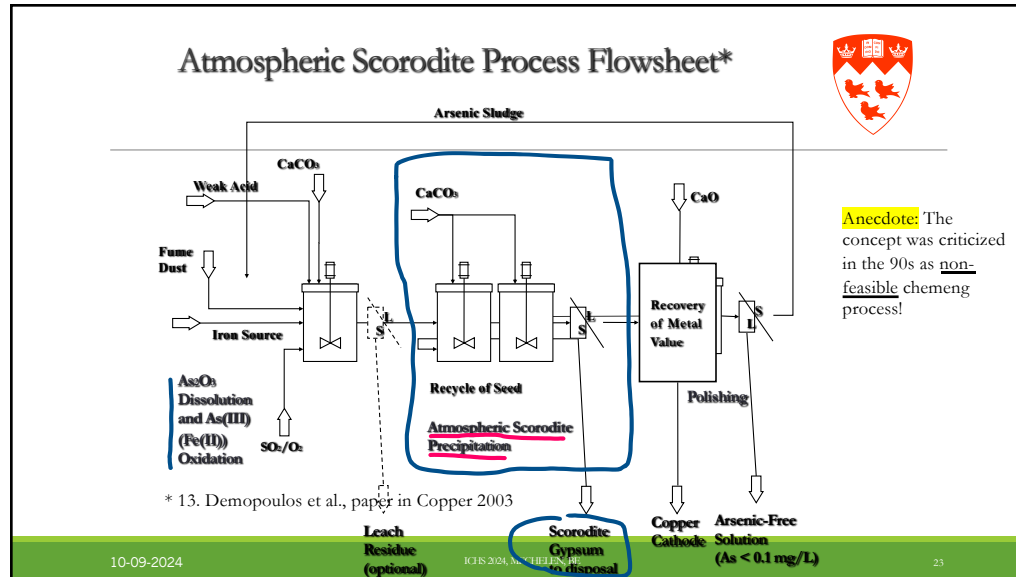 Atmospheric Scorodite Process Flowsheet*
Arsenic Sludge
CaCO3
Weak Acid
CaCO3
CaO
Fume
Dust
Iron Source
L
S
L
S
Recovery
of Metal
Value
S
L
Anecdote: The
concept was criticized
in the 90s as non-
feasible chemeng
process!
As2O3
Dissolution
and As(III)
(Fe(II))
Oxidation
SO2/O2
Recycle of Seed
Atmospheric Scorodite
Precipitation
Polishing
* 13. Demopoulos et al., paper in Copper 2003
Leach
Residue
(optional)
Scorodite
Gypsum
to disposal
Copper
Cathode
Arsenic-Free
Solution
(As < 0.1 mg/L)
10-09-2024
ICHS 2024, MECHELEN, BE
23